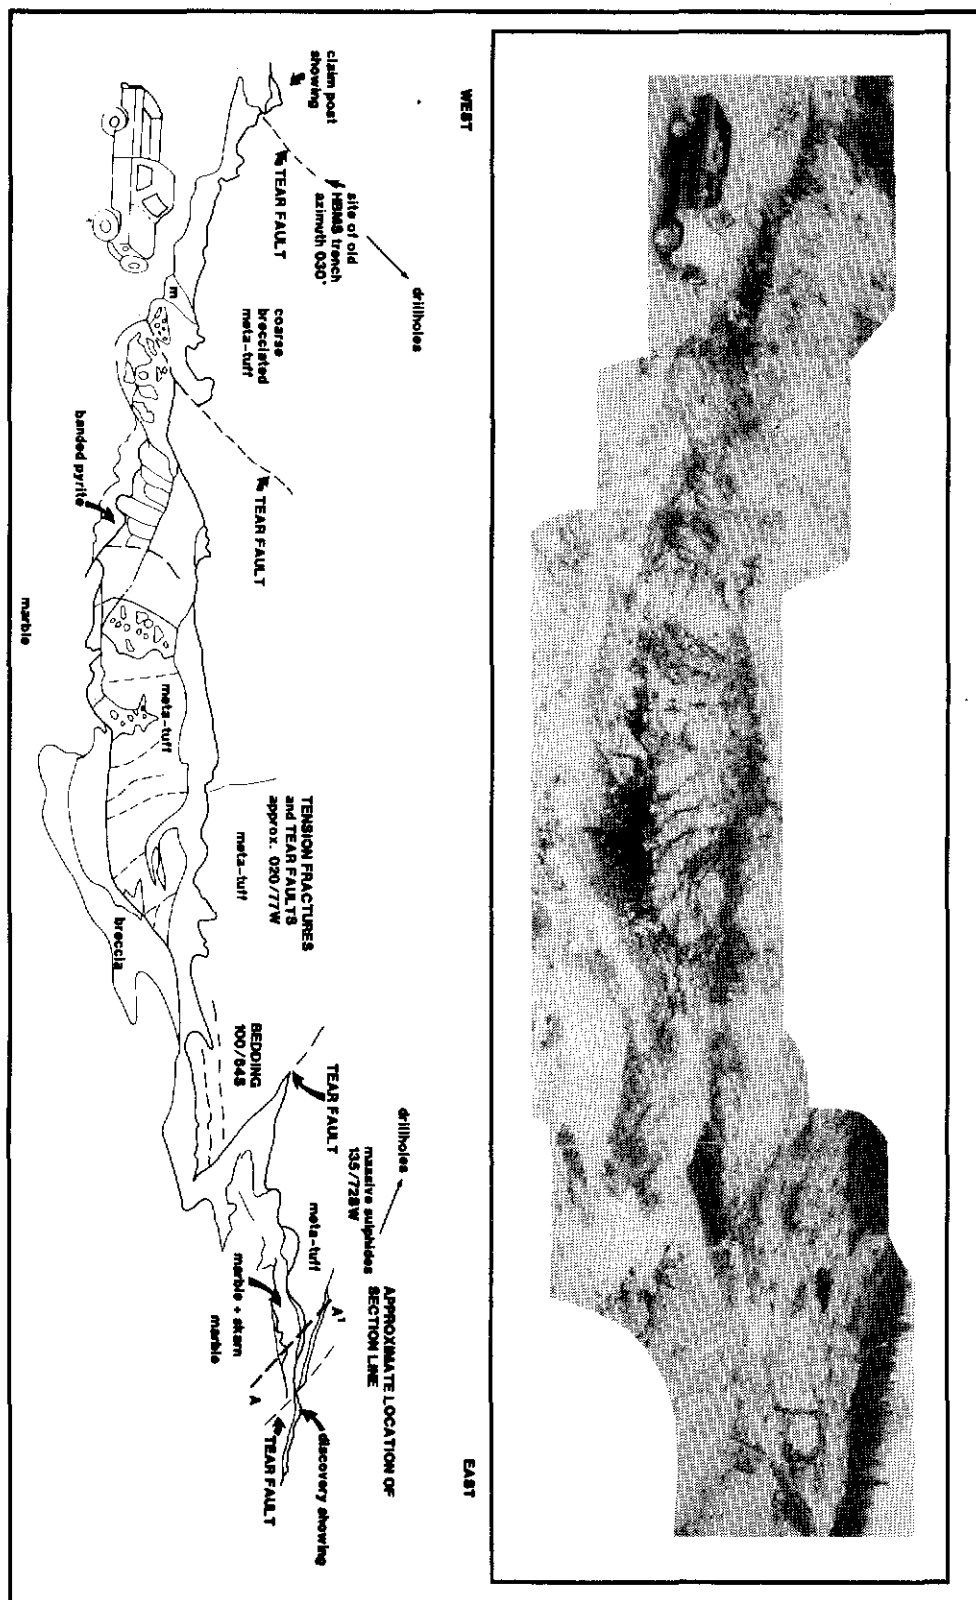 WEST
EAST
claim post
showing
TEAR FAULT
site of old
HBMS trench
azimuth 030°
drillholes
m
coarse
brecciated
meta-tuff
TEAR FAULT
banded pyrite
marble
meta-tuff
TENSION FRACTURES
and TEAR FAULTS
approx. 020/77W
meta-tuff
breccia
BEDDING
100/64S
TEAR FAULT
drillholes
massive sulphides
135/72SW
meta-tuff
marble + skarn
marble
APPROXIMATE LOCATION OF
SECTION LINE
A'
A
TEAR FAULT
discovery showing